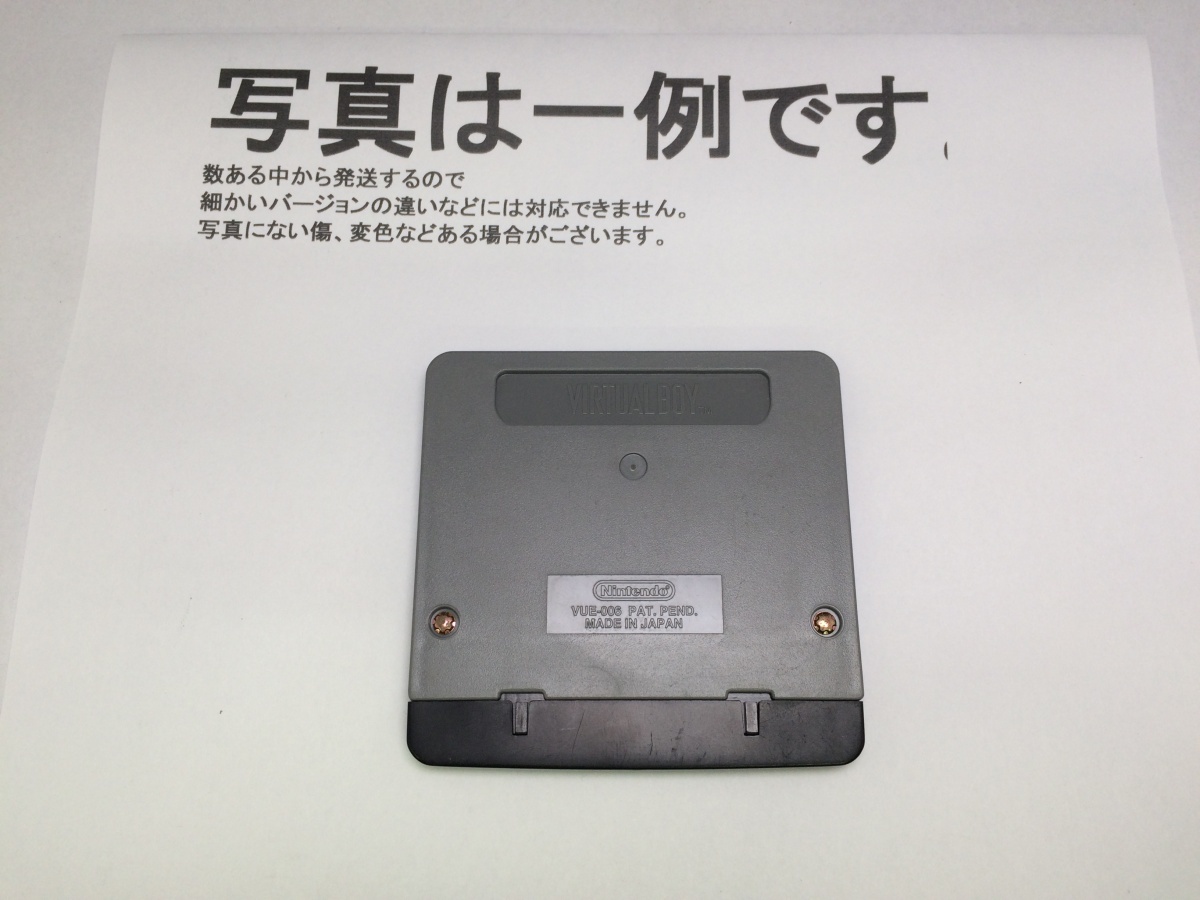 写真は一例です。
数ある中から発送するので
細かいバージョンの違いなどには対応できません。
写真にない傷、変色などある場合がございます。
VIRTUAL BOY™
Nintendo®
VUE-006 PAT. PEND.
MADE IN JAPAN